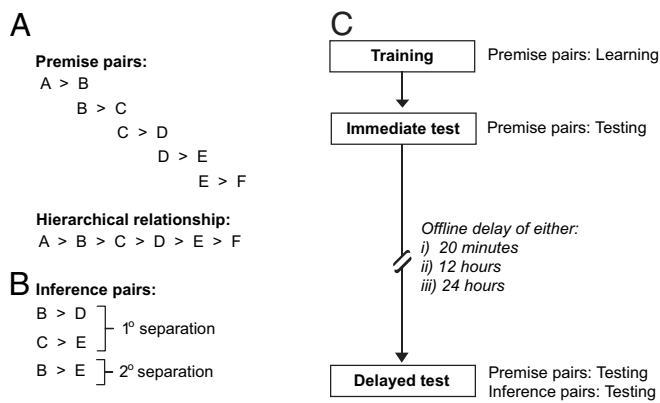 A
Premise pairs:
A > B
B > C
C > D
D > E
E > F
Hierarchical relationship:
A > B > C > D > E > F
B
Inference pairs:
B > D
C > E
1° separation
B > E
2° separation
C
Training
Premise pairs: Learning
Immediate test
Premise pairs: Testing
Offline delay of either:
i) 20 minutes
ii) 12 hours
iii) 24 hours
Delayed test
Premise pairs: Testing
Inference pairs: Testing